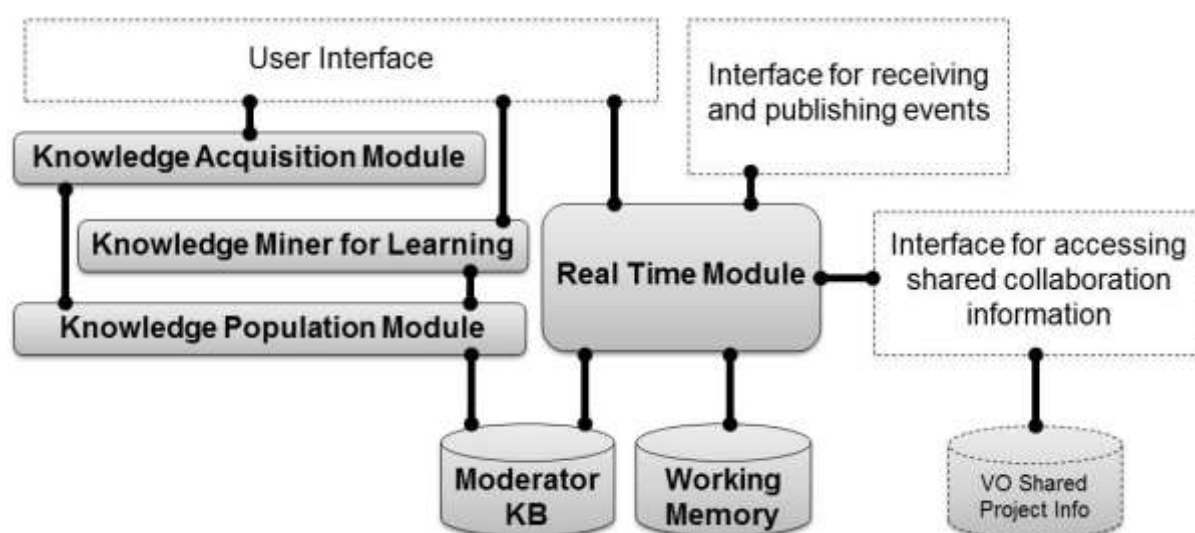 User Interface
Interface for receiving
and publishing events
Knowledge Acquisition Module
Knowledge Miner for Learning
Real Time Module
Interface for accessing
shared collaboration
information
Knowledge Population Module
Moderator
KB
Working
Memory
VO Shared
Project Info